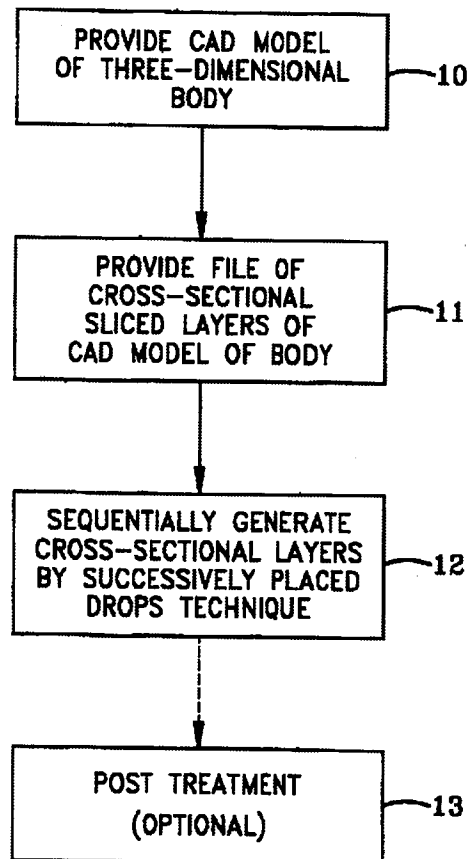 PROVIDE CAD MODEL
OF THREE-DIMENSIONAL
BODY
10
PROVIDE FILE OF
CROSS-SECTIONAL
SLICED LAYERS OF
CAD MODEL OF BODY
11
SEQUENTIALLY GENERATE
CROSS-SECTIONAL LAYERS
BY SUCCESSIVELY PLACED
DROPS TECHNIQUE
12
POST TREATMENT
(OPTIONAL)
13